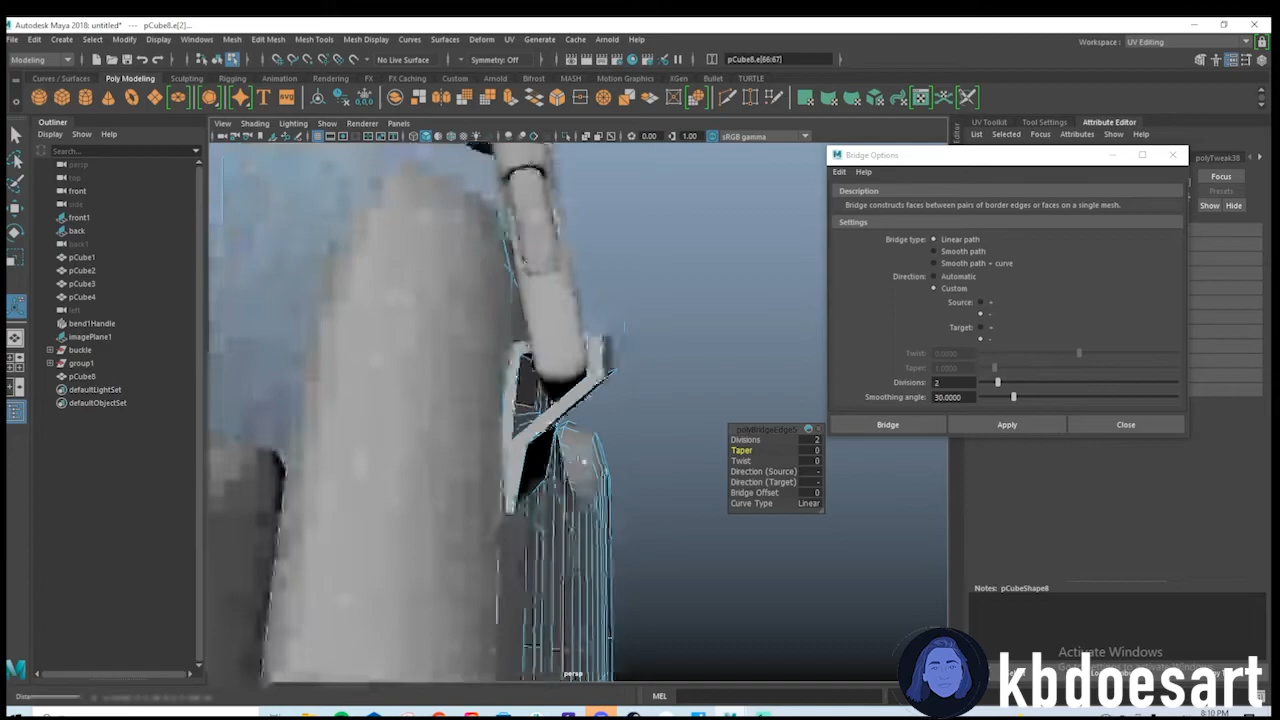 Autodesk Maya 2018: untitled* --- pCube8.e[2]...
File Edit Create Select Modify Display Windows Mesh Edit Mesh Mesh Tools Mesh Display Curves Surfaces Deform UV Generate Cache Arnold Help
Workspace : UV Editing
Modeling
No Live Surface
Symmetry: Off
pCube8.e[66:67]
Curves / Surfaces Poly Modeling Sculpting Rigging Animation Rendering FX FX Caching Custom Arnold Bifrost MASH Motion Graphics XGen Bullet TURTLE
Outliner
Display Show Help
Search...
persp
top
front
side
front1
back
back1
pCube1
pCube2
pCube3
pCube4
left
bend1Handle
imagePlane1
buckle
group1
pCube8
defaultLightSet
defaultObjectSet
View Shading Lighting Show Renderer Panels
0.00 1.00 sRGB gamma
persp
polyBridgeEdge5
Divisions 2
Taper 0
Twist 0
Direction (Source) -
Direction (Target) -
Bridge Offset 0
Curve Type Linear
Bridge Options
Edit Help
Description
Bridge constructs faces between pairs of border edges or faces on a single mesh.
Settings
Bridge type: Linear path
Smooth path
Smooth path + curve
Direction: Automatic
Custom
Source: +
-
Target: +
-
Twist: 0.0000
Taper: 1.0000
Divisions: 2
Smoothing angle: 30.0000
Bridge Apply Close
UV Toolkit Tool Settings Attribute Editor
List Selected Focus Attributes Show Help
polyTweak38
Focus
Presets
Show Hide
Notes: pCubeShape8
Activate Windows
MEL
kbdoesart
8:10 PM